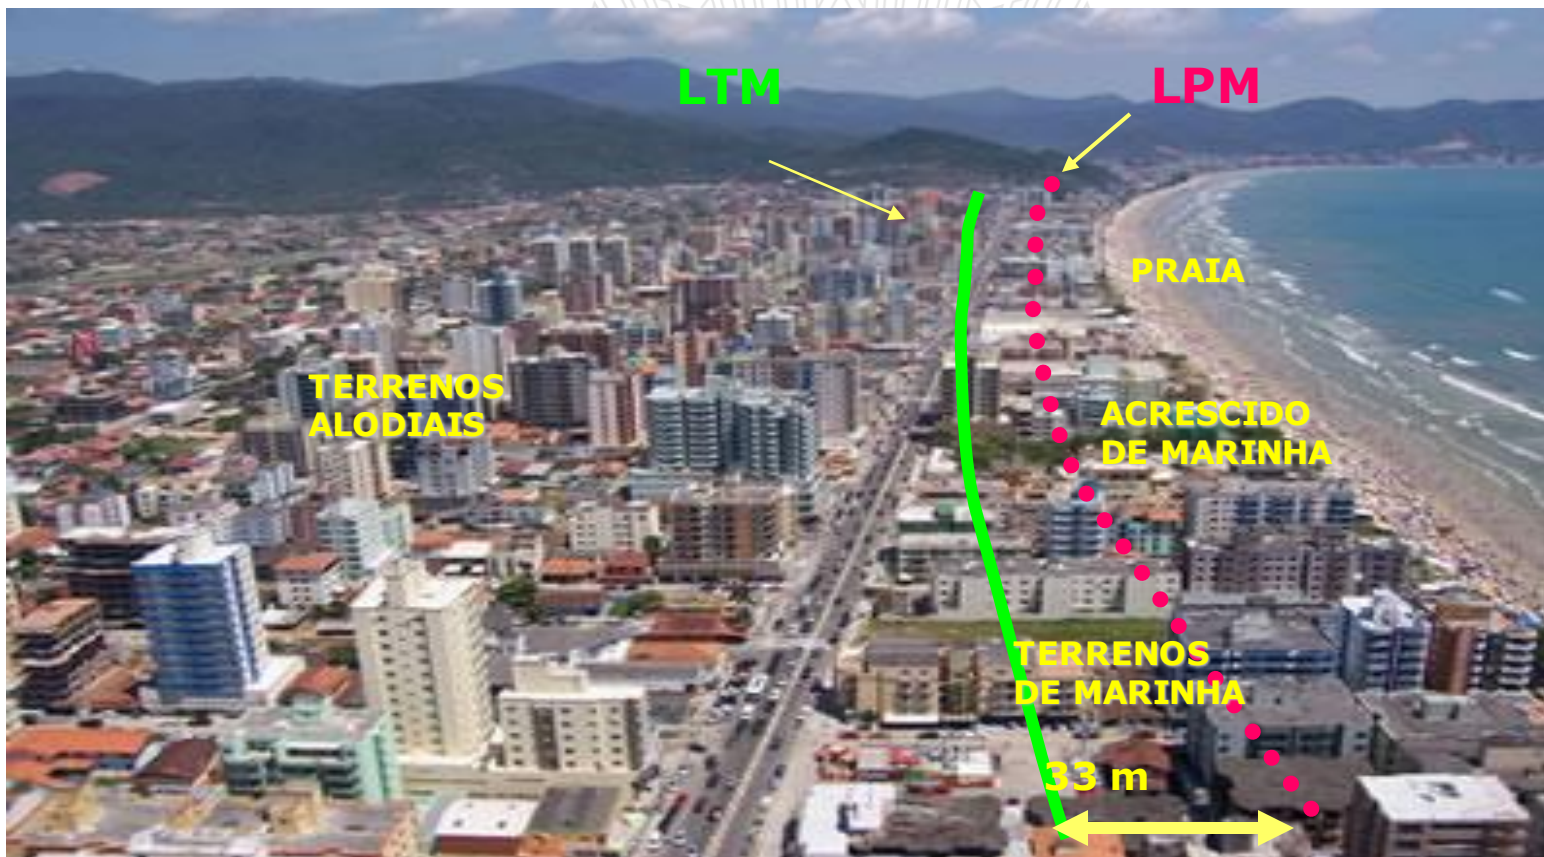 LTM
LPM
PRAIA
TERRENOS
ALODIAIS
ACRESCIDO
DE MARINHA
TERRENOS
DE MARINHA
33 m